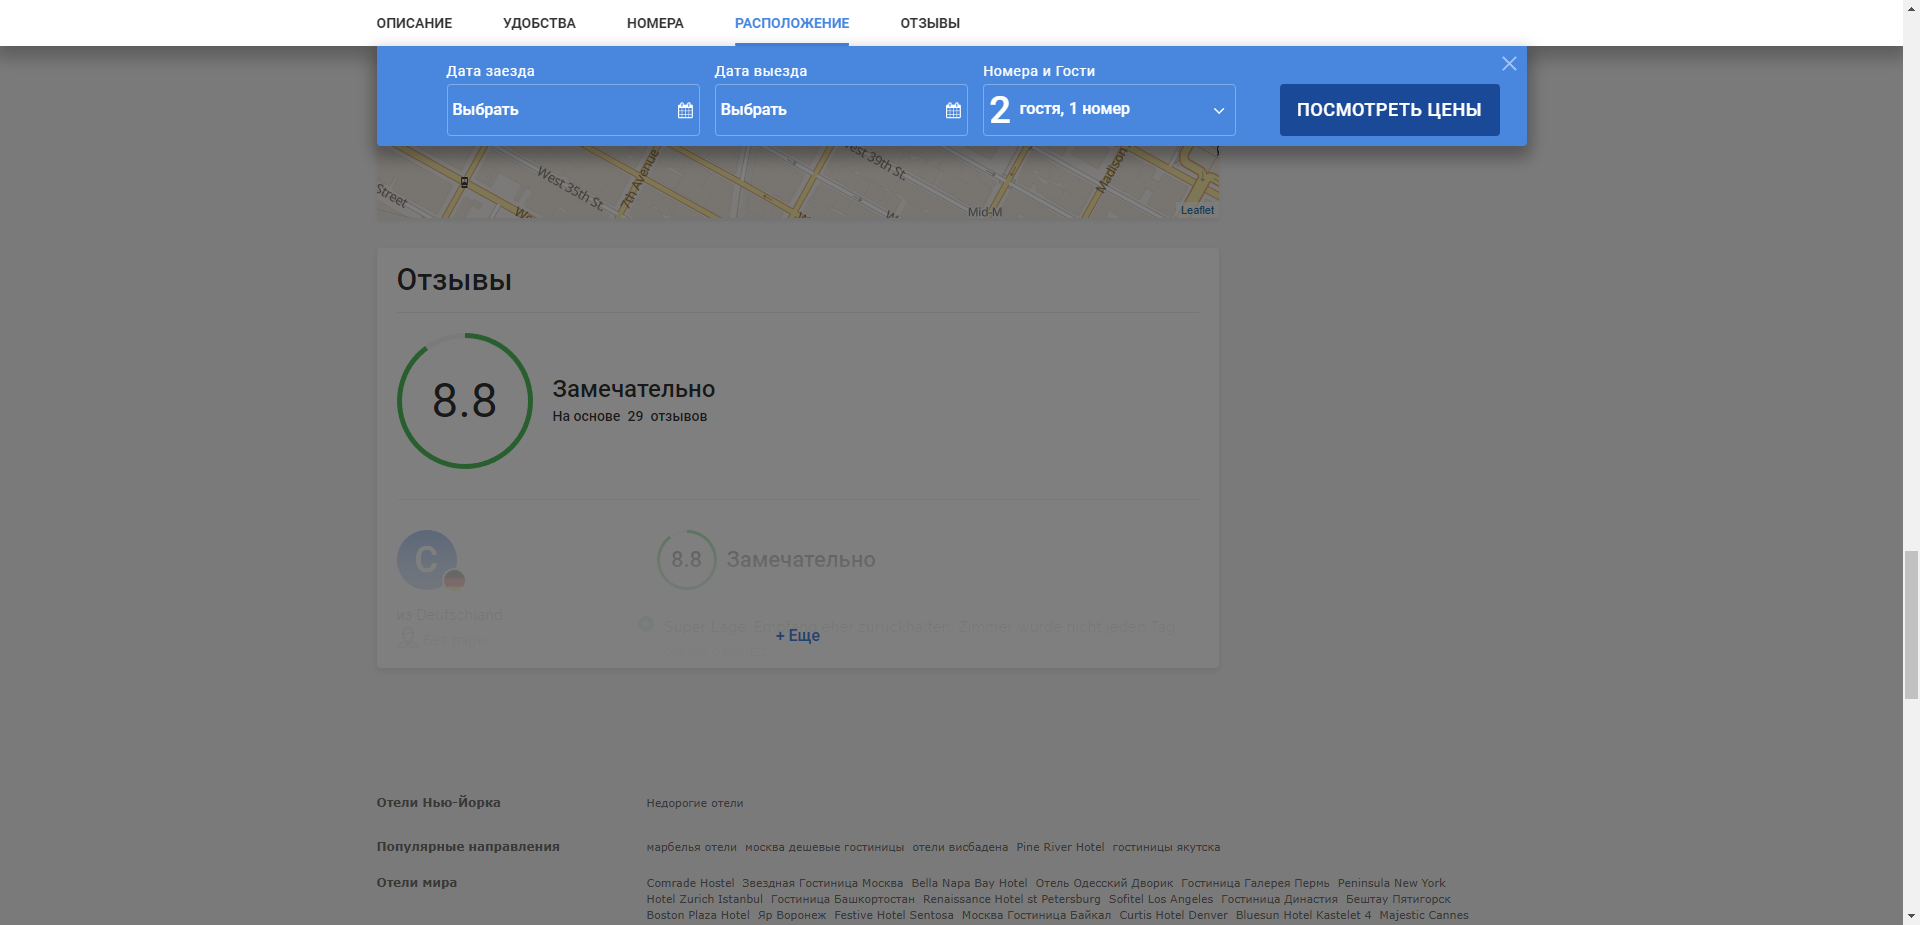 ОПИСАНИЕ УДОБСТВА НОМЕРА РАСПОЛОЖЕНИЕ ОТЗЫВЫ
Дата заезда Дата выезда Номера и Гости
Выбрать Выбрать 2 гостя, 1 номер ПОСМОТРЕТЬ ЦЕНЫ
West 39th St.
West 35th St.
7th Avenue
Madison
Street
Mid-M
Leaflet
Отзывы
8.8
Замечательно
На основе 29 отзывов
C
8.8 Замечательно
из Deutschland
Super Lage. Empfang eher zurückhalten. Zimmer wurde nicht jeden Tag
+ Еще
Отели Нью-Йорка Недорогие отели
Популярные направления марбелья отели москва дешевые гостиницы отели висбадена Pine River Hotel гостиницы якутска
Отели мира Comrade Hostel Звездная Гостиница Москва Bella Napa Bay Hotel Отель Одесский Дворик Гостиница Галерея Пермь Peninsula New York
Hotel Zurich Istanbul Гостиница Башкортостан Renaissance Hotel st Petersburg Sofitel Los Angeles Гостиница Династия Бештау Пятигорск
Boston Plaza Hotel Яр Воронеж Festive Hotel Sentosa Москва Гостиница Байкал Curtis Hotel Denver Bluesun Hotel Kastelet 4 Majestic Cannes